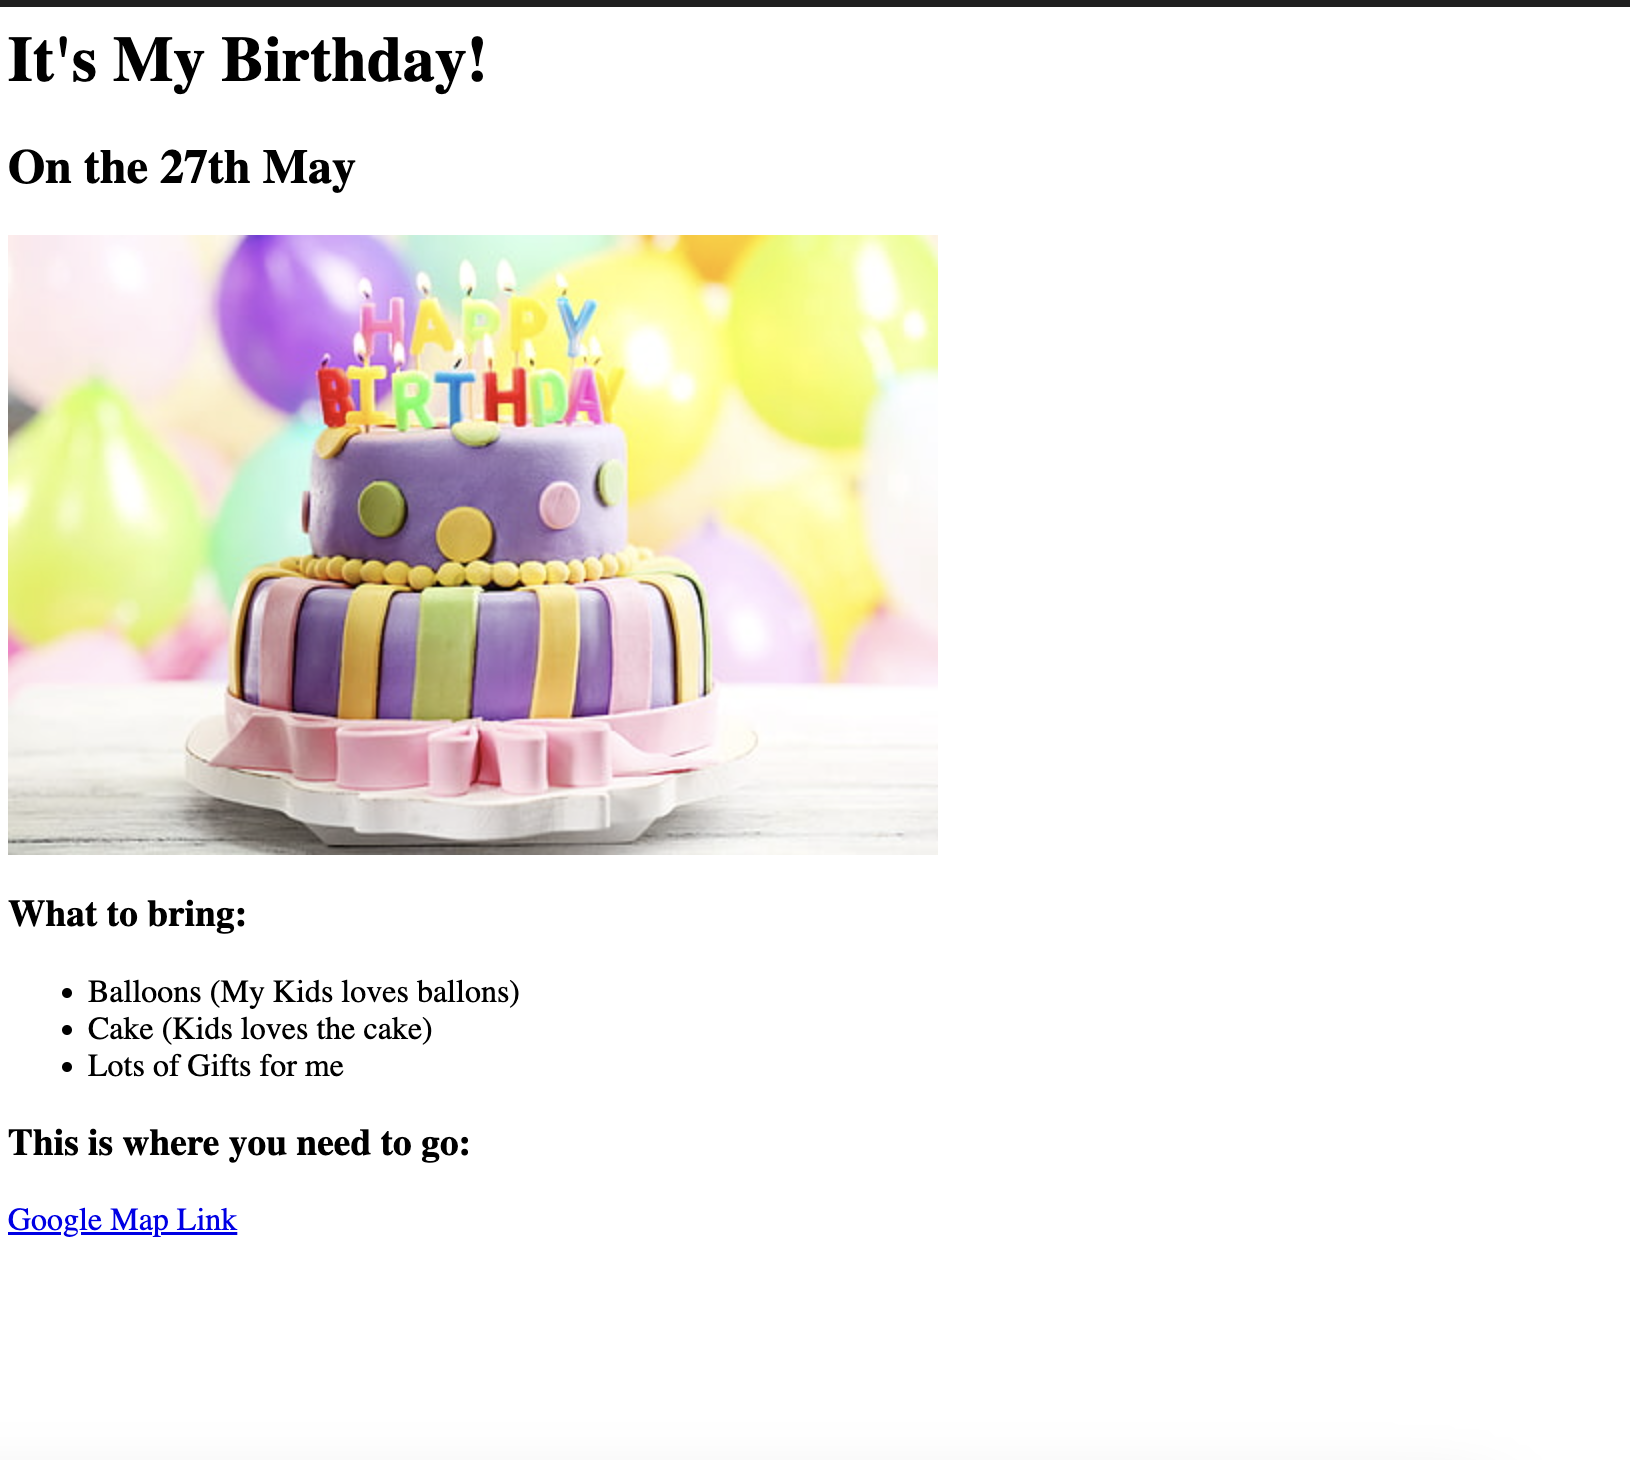 It's My Birthday!
On the 27th May
HAPPY
BIRTHDAY
What to bring:
Balloons (My Kids loves ballons)
Cake (Kids loves the cake)
Lots of Gifts for me
This is where you need to go:
Google Map Link